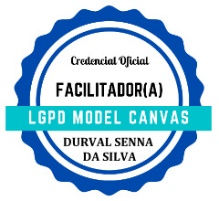 Credencial Oficial
FACILITADOR(A)
LGPD MODEL CANVAS
DURVAL SENNA
DA SILVA